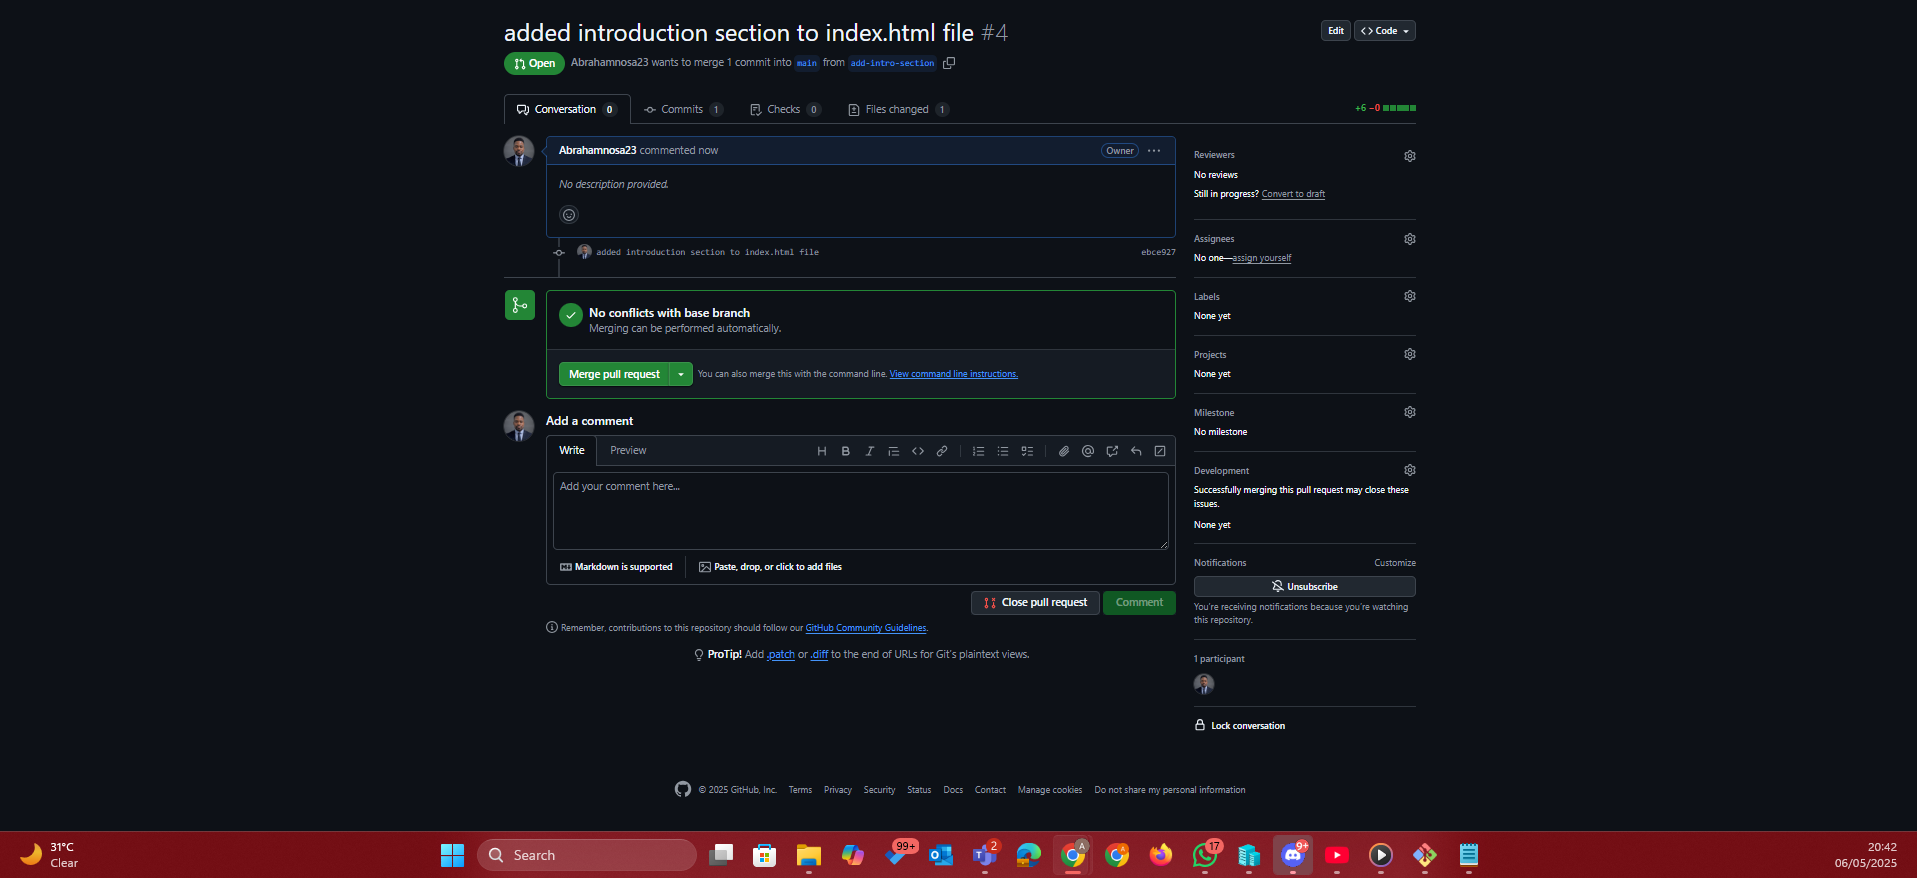 added introduction section to index.html file #4
Edit
<> Code
Open
Abrahamnosa23 wants to merge 1 commit into main from add-intro-section
Conversation 0
Commits 1
Checks 0
Files changed 1
+6 −0
Abrahamnosa23 commented now
Owner
No description provided.
added introduction section to index.html file
ebce927
No conflicts with base branch
Merging can be performed automatically.
Merge pull request
You can also merge this with the command line. View command line instructions.
Add a comment
Write
Preview
Add your comment here...
Markdown is supported
Paste, drop, or click to add files
Close pull request
Comment
Remember, contributions to this repository should follow our GitHub Community Guidelines.
ProTip! Add .patch or .diff to the end of URLs for Git's plaintext views.
Reviewers
No reviews
Still in progress? Convert to draft
Assignees
No one—assign yourself
Labels
None yet
Projects
None yet
Milestone
No milestone
Development
Successfully merging this pull request may close these
issues.
None yet
Notifications
Customize
Unsubscribe
You're receiving notifications because you're watching
this repository.
1 participant
Lock conversation
© 2025 GitHub, Inc. Terms Privacy Security Status Docs Contact Manage cookies Do not share my personal information
31°C
Clear
Search
99+
2
A
A
17
9+
20:42
06/05/2025